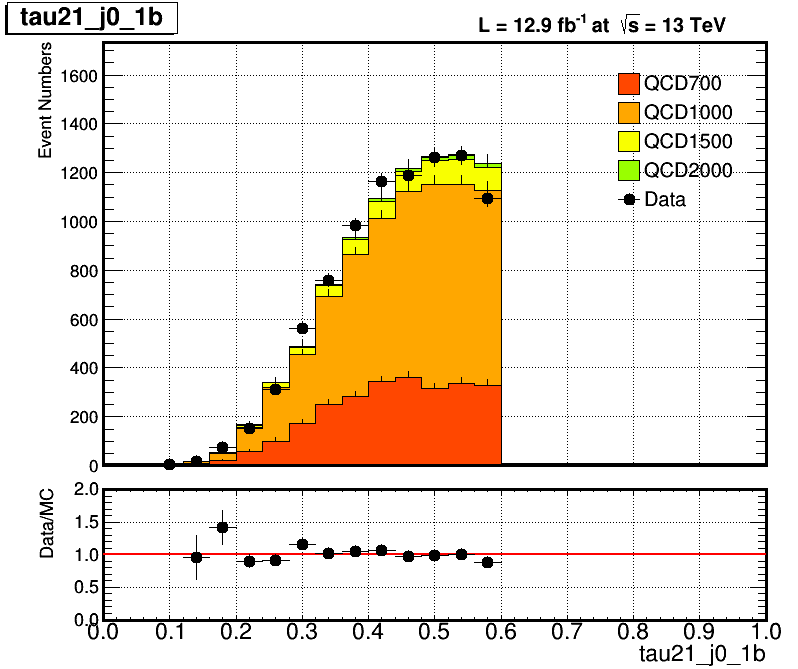 tau21_j0_1b
L = 12.9 fb⁻¹ at √s = 13 TeV
Event Numbers
1600
1400
1200
1000
800
600
400
200
0
QCD700
QCD1000
QCD1500
QCD2000
Data
Data/MC
2.0
1.5
1.0
0.5
0.0
0.0 0.1 0.2 0.3 0.4 0.5 0.6 0.7 0.8 0.9 1.0
tau21_j0_1b